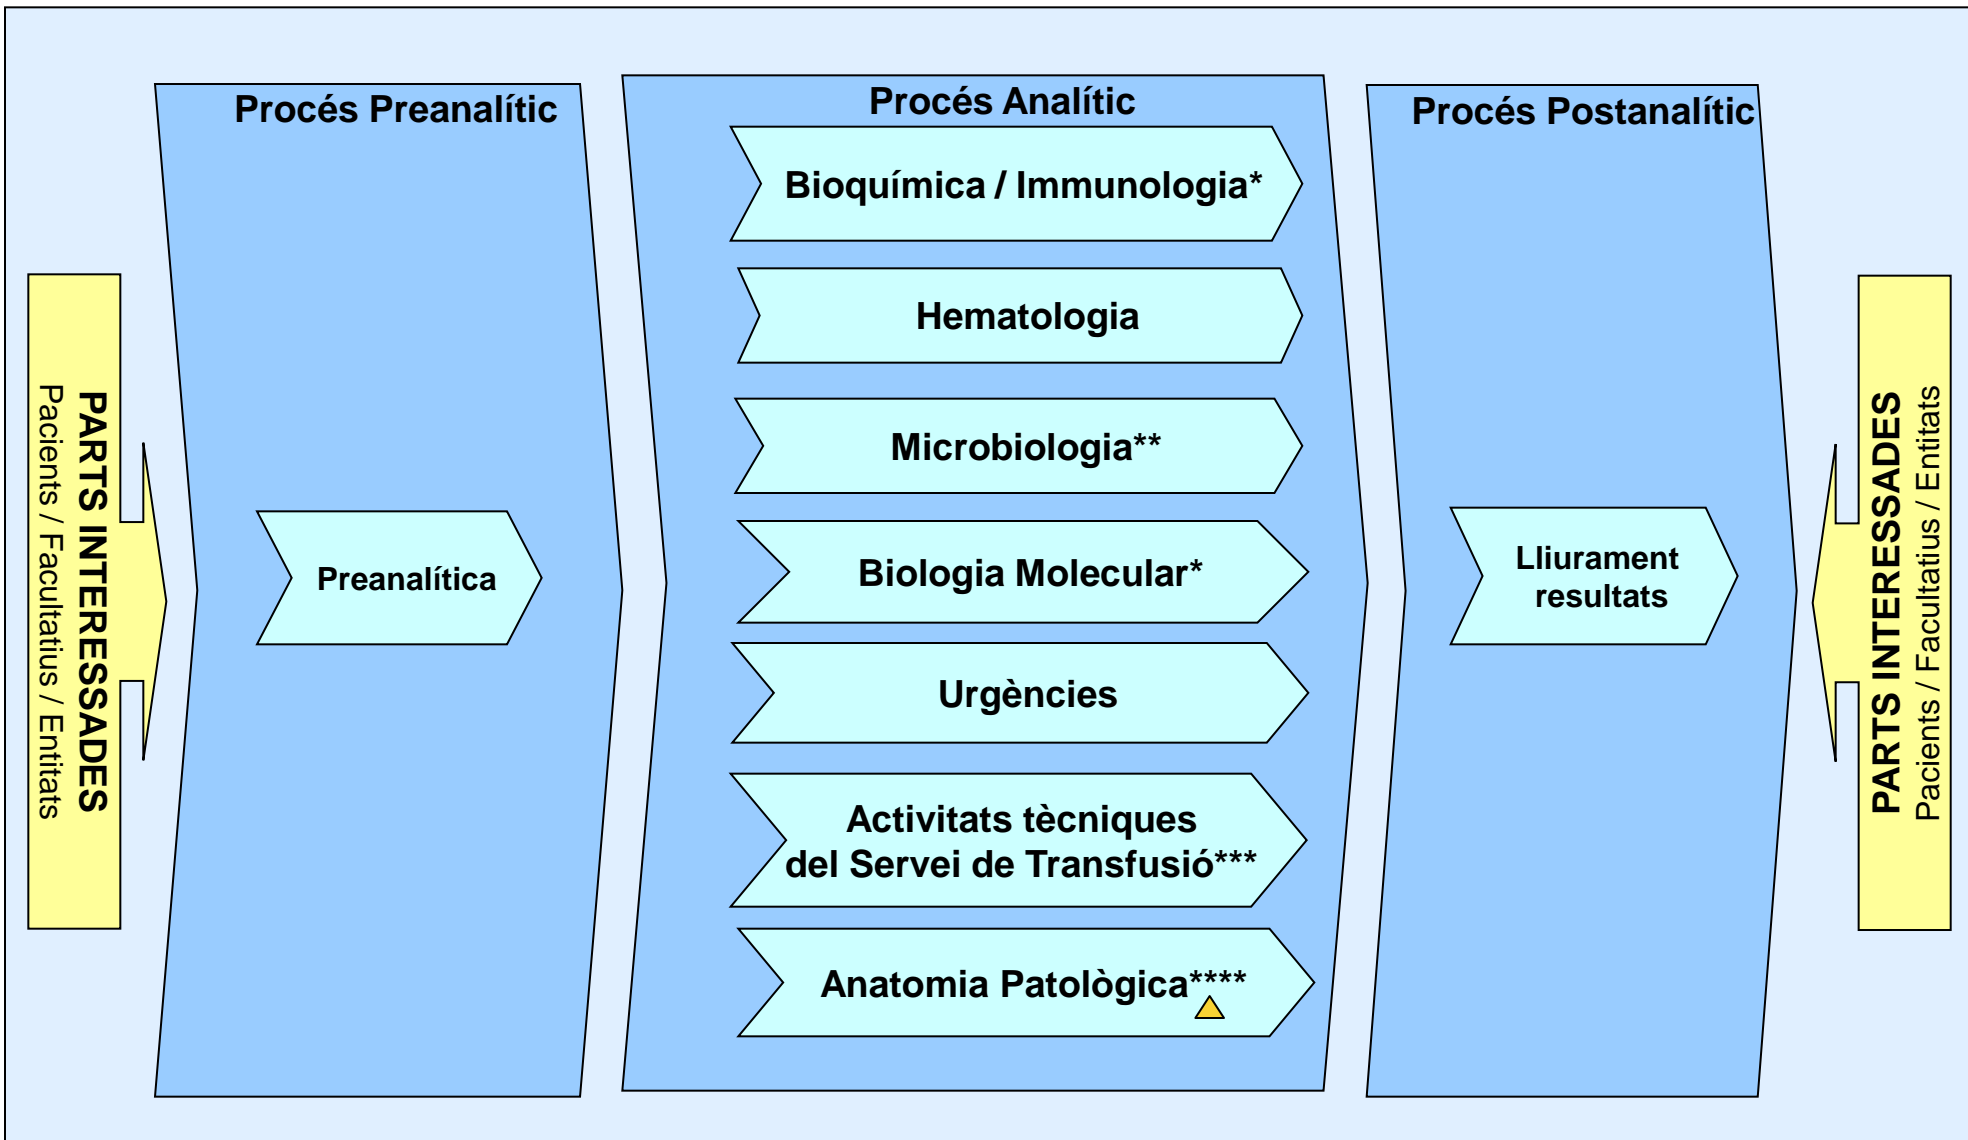 PARTS INTERESSADES
Pacients / Facultatius / Entitats
Procés Preanalític
Preanalítica
Procés Analític
Bioquímica / Immunologia*
Hematologia
Microbiologia**
Biologia Molecular*
Urgències
Activitats tècniques
del Servei de Transfusió***
Anatomia Patològica****
Procés Postanalític
Lliurament
resultats
PARTS INTERESSADES
Pacients / Facultatius / Entitats